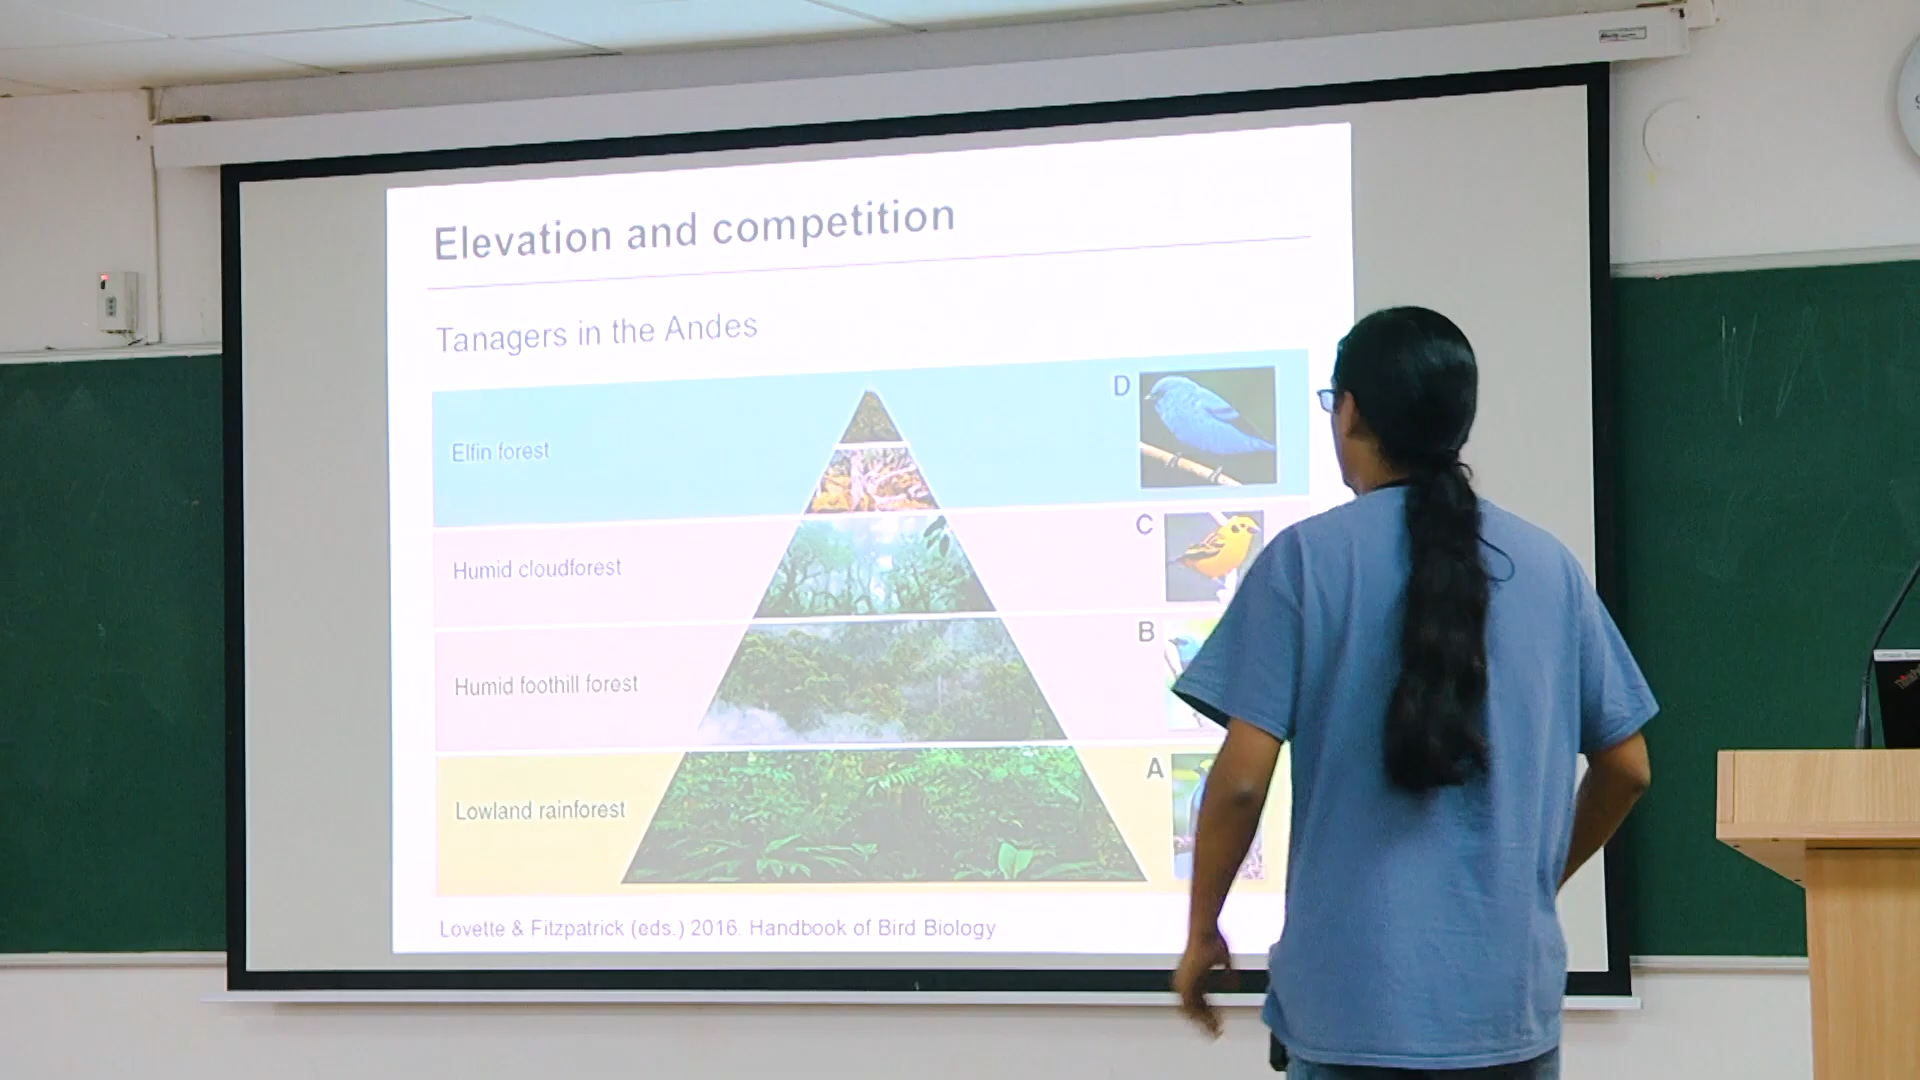 Elevation and competition
Tanagers in the Andes
D
Elfin forest
C
Humid cloudforest
B
Humid foothill forest
A
Lowland rainforest
Lovette & Fitzpatrick (eds.) 2016. Handbook of Bird Biology
ThinkPad